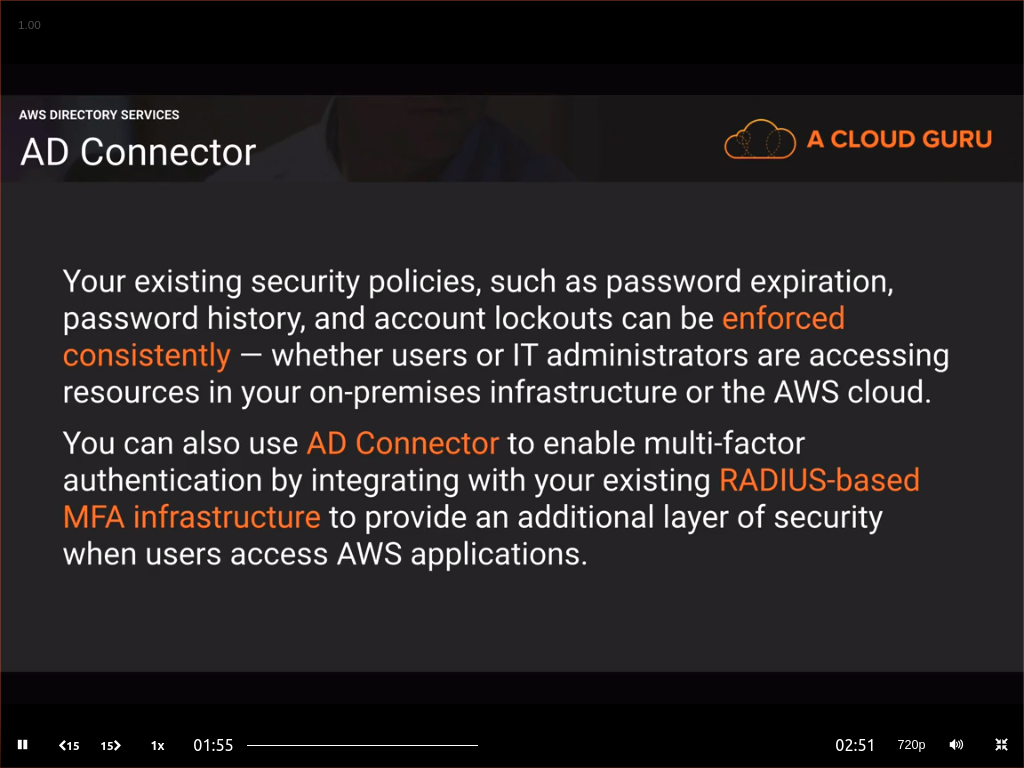 1.00
AWS DIRECTORY SERVICES
AD Connector
A CLOUD GURU
Your existing security policies, such as password expiration,
password history, and account lockouts can be enforced
consistently — whether users or IT administrators are accessing
resources in your on-premises infrastructure or the AWS cloud.
You can also use AD Connector to enable multi-factor
authentication by integrating with your existing RADIUS-based
MFA infrastructure to provide an additional layer of security
when users access AWS applications.
15 15 1x 01:55 02:51 720p